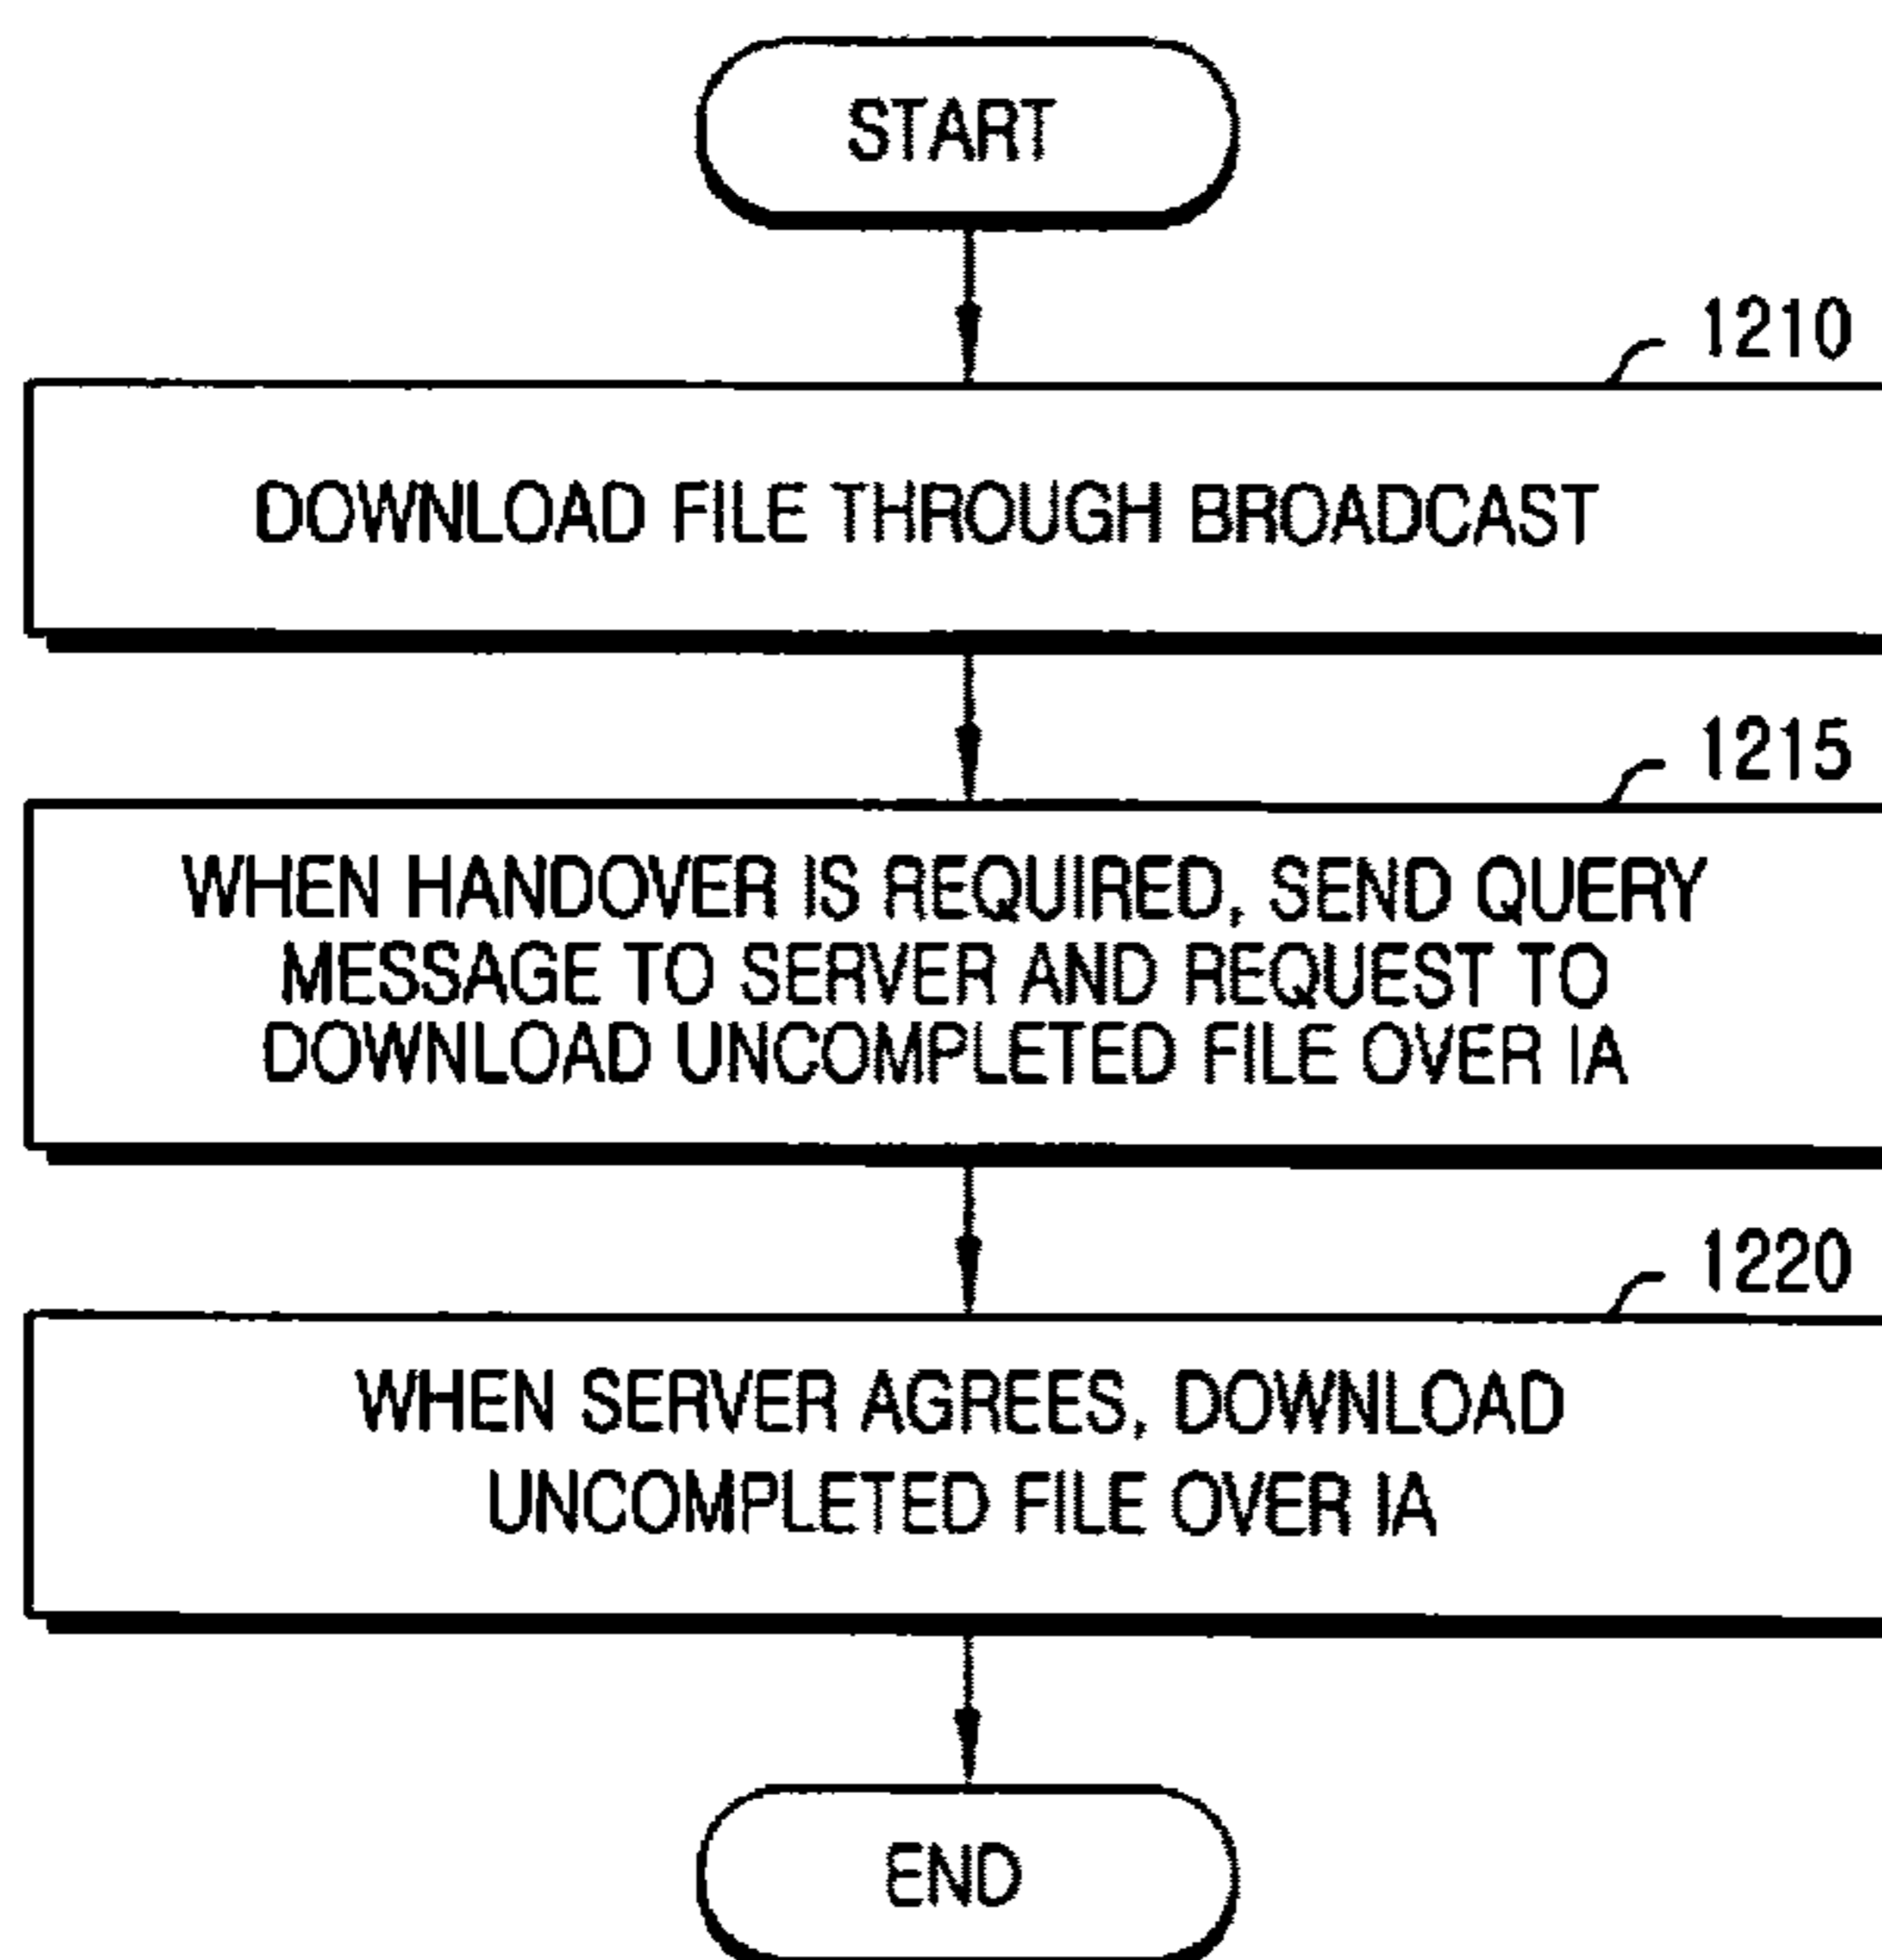 START
1210
DOWNLOAD FILE THROUGH BROADCAST
1215
WHEN HANDOVER IS REQUIRED, SEND QUERY
MESSAGE TO SERVER AND REQUEST TO
DOWNLOAD UNCOMPLETED FILE OVER IA
1220
WHEN SERVER AGREES, DOWNLOAD
UNCOMPLETED FILE OVER IA
END